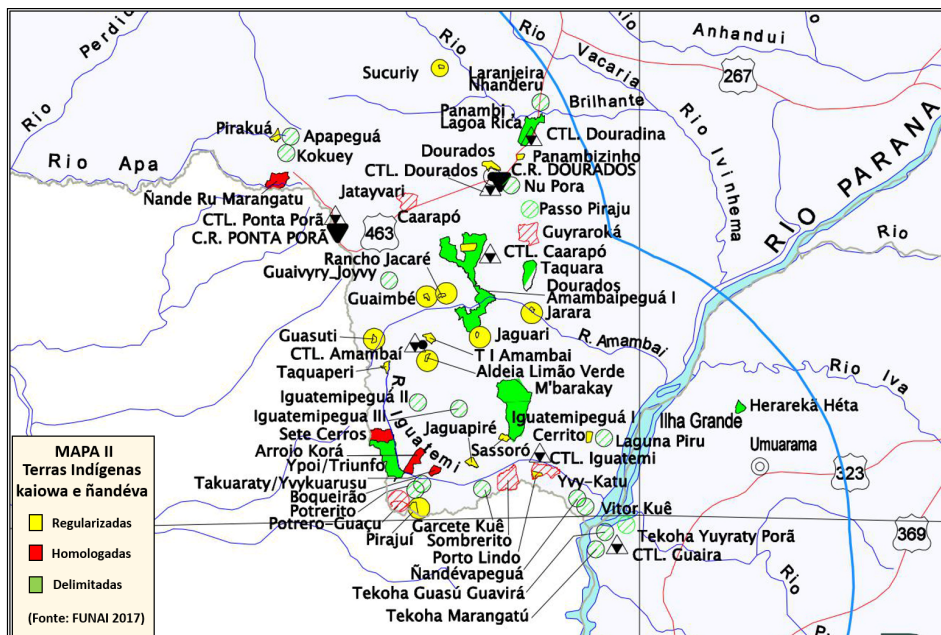 Rio
Perdio
Rio
Rio
Vacaria
Rio
Anhandui
267
Sucuriy
Laranjeira
Nhanderu
Brilhante
Panambi
Lagoa Rica
Pirakuá
Apapeguá
Kokuey
CTL. Douradina
Dourados
Panambizinho
CTL. Dourados
C.R. DOURADOS
Rio Apa
Nu Pora
Rio Ivinhema
RÍO PARANA
Jatayvari
Ñande Ru Marangatu
Passo Piraju
Caarapó
CTL. Ponta Porã
463
Guyraroká
C.R. PONTA PORÃ
Rio
Rancho Jacaré
CTL. Caarapó
Guaivyry_Joyvy
Taquara
Dourados
Guaimbé
Amambaipeguá I
Jarara
Guasuti
Jaguari
R. Amambai
CTL. Amambaí
T I Amambai
Taquaperi
Aldeia Limão Verde
M'barakay
Rio Iva
R. Iguatemi
Iguatemipeguá II
Iguatemipegua III
Iguatemipeguá I
Ilha Grande
Herarekã Héta
Jaguapiré
Sete Cerros
Sassoró
Cerrito
Laguna Piru
Umuarama
MAPA II
Terras Indígenas
kaiowa e ñandéva
Regularizadas
Homologadas
Delimitadas
(Fonte: FUNAI 2017)
Arroio Korá
CTL. Iguatemi
323
Ypoi/Triunfo
Takuaraty/Yvykuarusu
Yvy-Katu
Boqueirão
Vitor Kuê
Potrerito
Potrero-Guaçu
Garcete Kuê
Pirajuí
Sombrerito
369
Tekoha Yuyraty Porã
Porto Lindo
CTL. Guaira
Ñandévapeguá
Rio
Tekoha Guasú Guavirá
Tekoha Marangatú
Rio